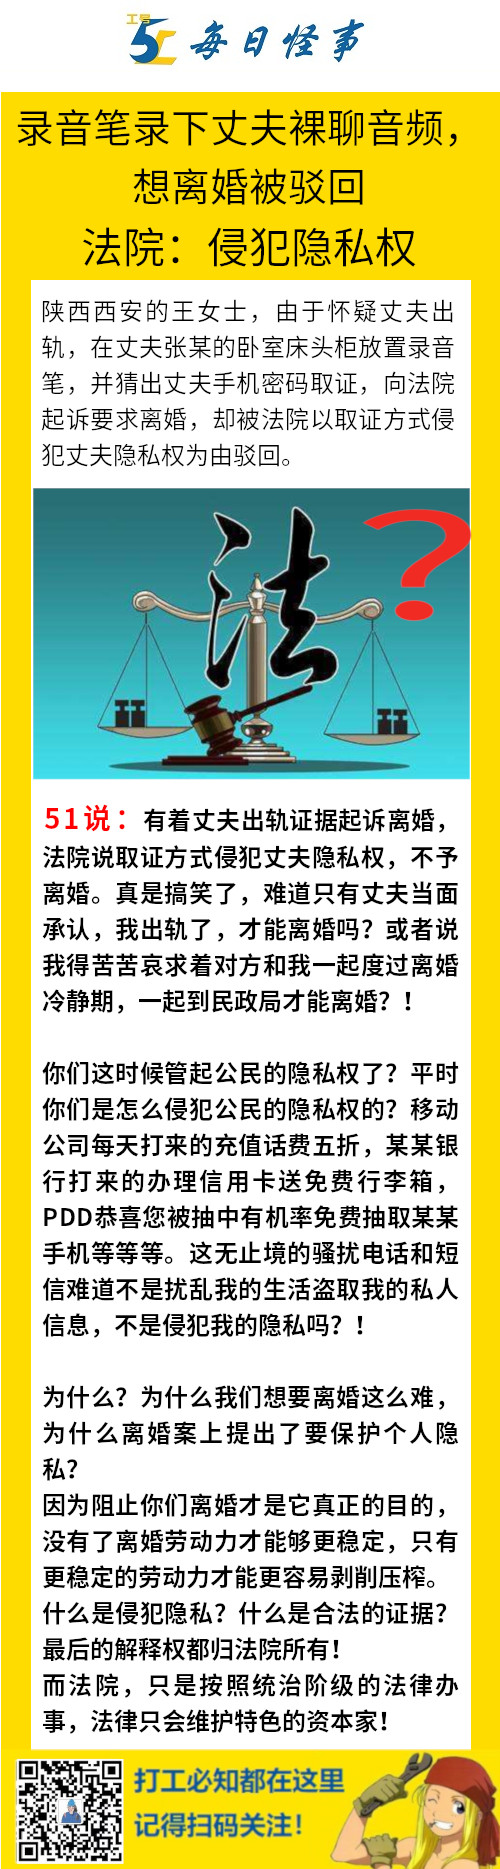 工号
51
每日怪事
录音笔录下丈夫裸聊音频，
想离婚被驳回
法院：侵犯隐私权
陕西西安的王女士，由于怀疑丈夫出
轨，在丈夫张某的卧室床头柜放置录音
笔，并猜出丈夫手机密码取证，向法院
起诉要求离婚，却被法院以取证方式侵
犯丈夫隐私权为由驳回。
法
?
51说：有着丈夫出轨证据起诉离婚，
法院说取证方式侵犯丈夫隐私权，不予
离婚。真是搞笑了，难道只有丈夫当面
承认，我出轨了，才能离婚吗？或者说
我得苦苦哀求着对方和我一起度过离婚
冷静期，一起到民政局才能离婚？！
你们这时候管起公民的隐私权了？平时
你们是怎么侵犯公民的隐私权的？移动
公司每天打来的充值话费五折，某某银
行打来的办理信用卡送免费行李箱，
PDD恭喜您被抽中有机率免费抽取某某
手机等等等。这无止境的骚扰电话和短
信难道不是扰乱我的生活盗取我的私人
信息，不是侵犯我的隐私吗？！
为什么？为什么我们想要离婚这么难，
为什么离婚案上提出了要保护个人隐
私？
因为阻止你们离婚才是它真正的目的，
没有了离婚劳动力才能够更稳定，只有
更稳定的劳动力才能更容易剥削压榨。
什么是侵犯隐私？什么是合法的证据？
最后的解释权都归法院所有！
而法院，只是按照统治阶级的法律办
事，法律只会维护特色的资本家！
打工必知都在这里
记得扫码关注！